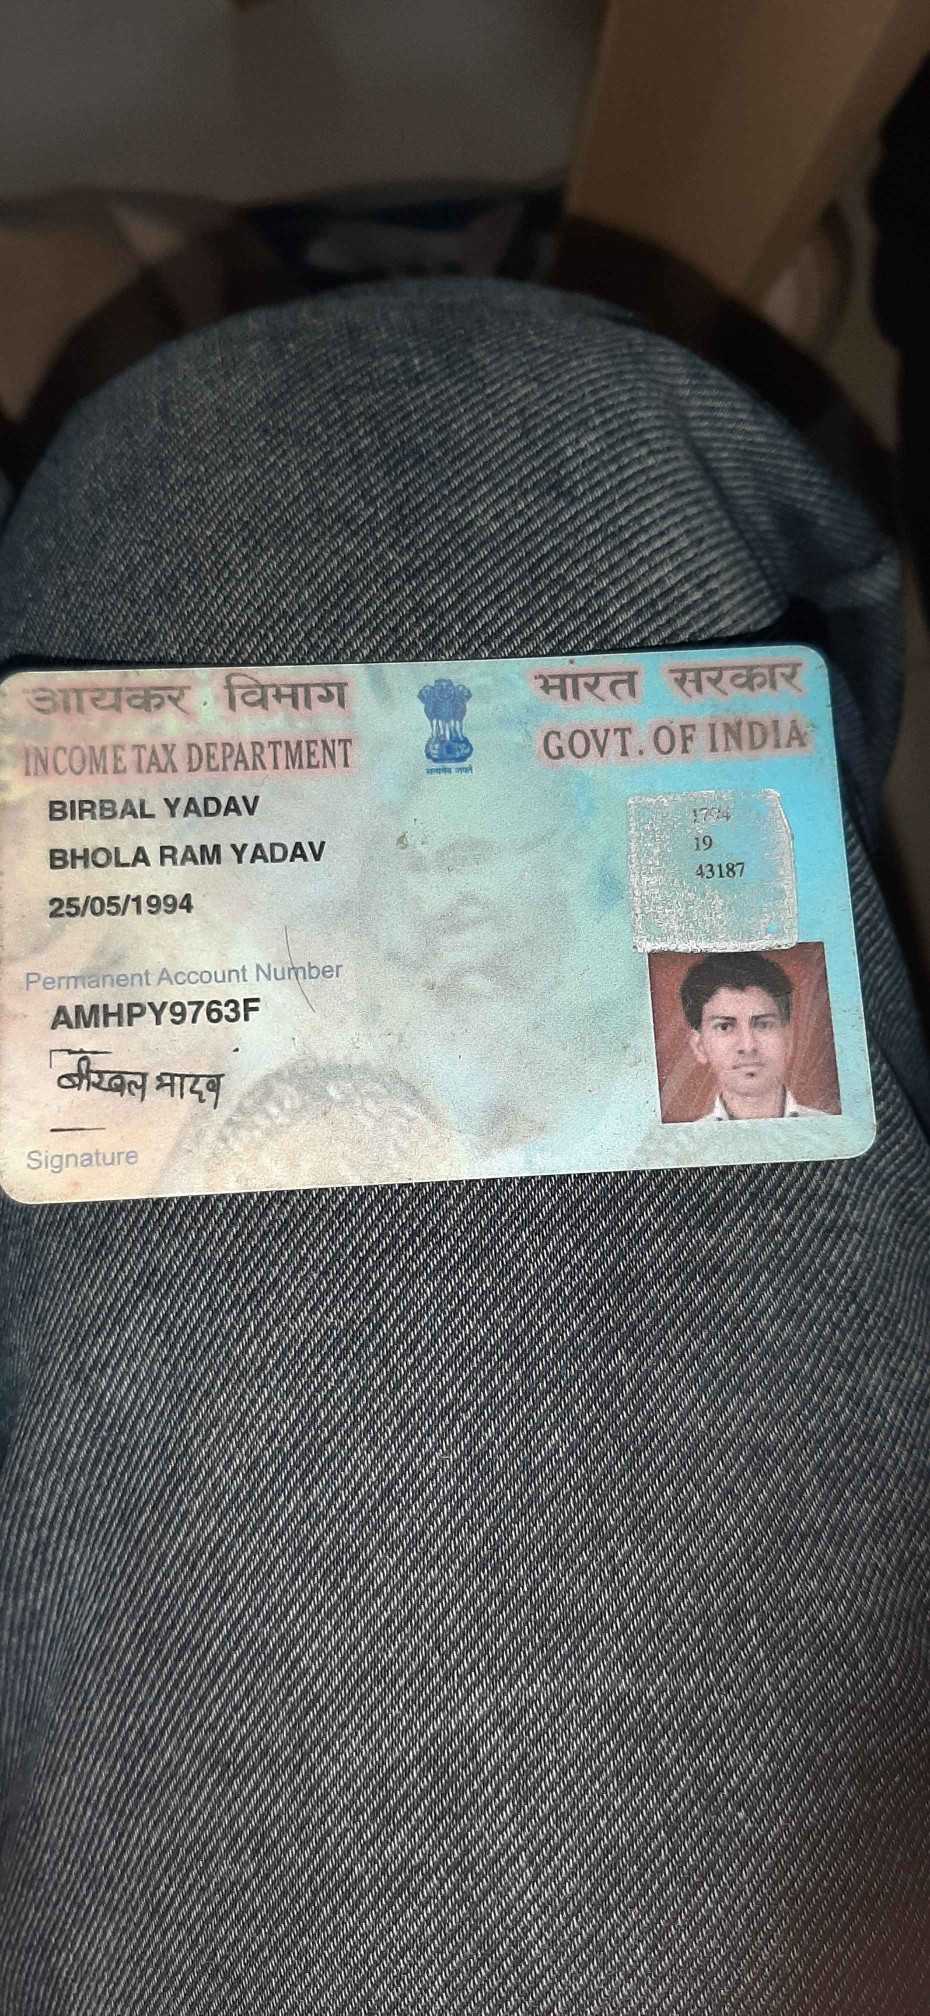 आयकर विभाग
INCOME TAX DEPARTMENT
भारत सरकार
GOVT. OF INDIA
सत्यमेव जयते
BIRBAL YADAV
BHOLA RAM YADAV
25/05/1994
1794
19
43187
Permanent Account Number
AMHPY9763F
बीरबल यादव
Signature